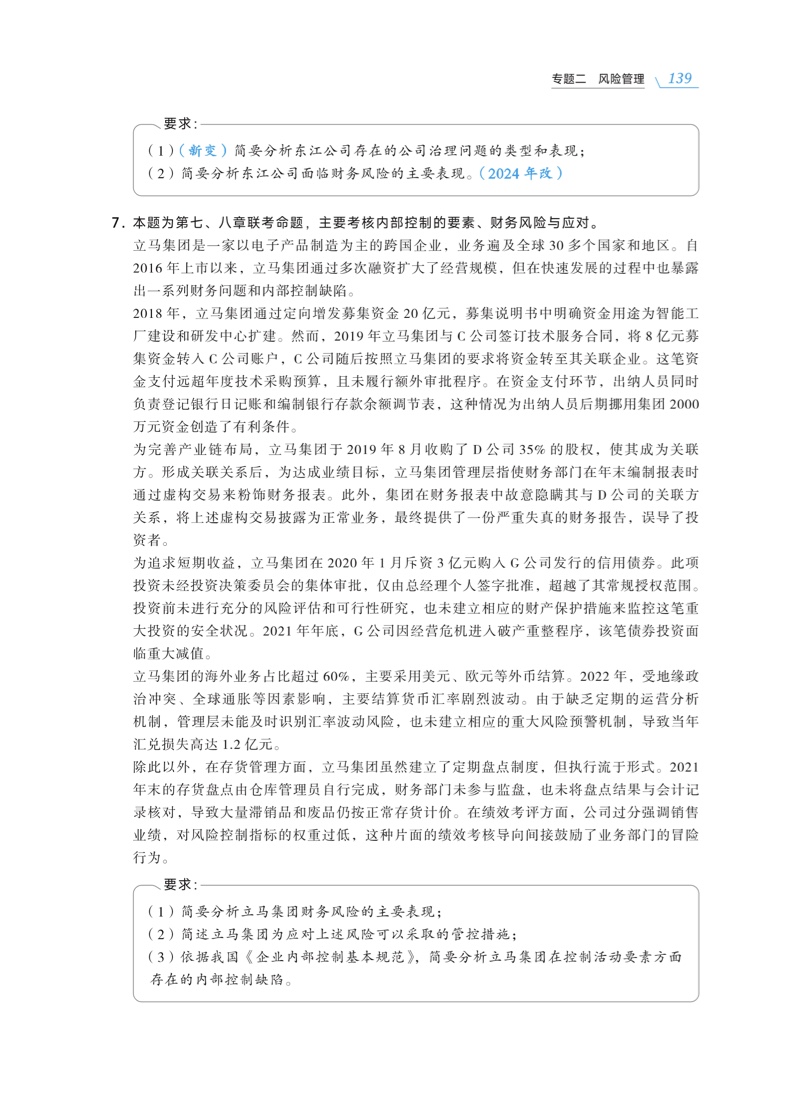 专题二 风险管理 139
要求：
（1）（新变）简要分析东江公司存在的公司治理问题的类型和表现；
（2）简要分析东江公司面临财务风险的主要表现。（2024 年改）
7. 本题为第七、八章联考命题，主要考核内部控制的要素、财务风险与应对。
立马集团是一家以电子产品制造为主的跨国企业，业务遍及全球 30 多个国家和地区。自
2016 年上市以来，立马集团通过多次融资扩大了经营规模，但在快速发展的过程中也暴露
出一系列财务问题和内部控制缺陷。
2018 年，立马集团通过定向增发募集资金 20 亿元，募集说明书中明确资金用途为智能工
厂建设和研发中心扩建。然而，2019 年立马集团与 C 公司签订技术服务合同，将 8 亿元募
集资金转入 C 公司账户，C 公司随后按照立马集团的要求将资金转至其关联企业。这笔资
金支付远超年度技术采购预算，且未履行额外审批程序。在资金支付环节，出纳人员同时
负责登记银行日记账和编制银行存款余额调节表，这种情况为出纳人员后期挪用集团 2000
万元资金创造了有利条件。
为完善产业链布局，立马集团于 2019 年 8 月收购了 D 公司 35% 的股权，使其成为关联
方。形成关联关系后，为达成业绩目标，立马集团管理层指使财务部门在年末编制报表时
通过虚构交易来粉饰财务报表。此外，集团在财务报表中故意隐瞒其与 D 公司的关联方
关系，将上述虚构交易披露为正常业务，最终提供了一份严重失真的财务报告，误导了投
资者。
为追求短期收益，立马集团在 2020 年 1 月斥资 3 亿元购入 G 公司发行的信用债券。此项
投资未经投资决策委员会的集体审批，仅由总经理个人签字批准，超越了其常规授权范围。
投资前未进行充分的风险评估和可行性研究，也未建立相应的财产保护措施来监控这笔重
大投资的安全状况。2021 年年底，G 公司因经营危机进入破产重整程序，该笔债券投资面
临重大减值。
立马集团的海外业务占比超过 60%，主要采用美元、欧元等外币结算。2022 年，受地缘政
治冲突、全球通胀等因素影响，主要结算货币汇率剧烈波动。由于缺乏定期的运营分析
机制，管理层未能及时识别汇率波动风险，也未建立相应的重大风险预警机制，导致当年
汇兑损失高达 1.2 亿元。
除此以外，在存货管理方面，立马集团虽然建立了定期盘点制度，但执行流于形式。2021
年末的存货盘点由仓库管理员自行完成，财务部门未参与监盘，也未将盘点结果与会计记
录核对，导致大量滞销品和废品仍按正常存货计价。在绩效考评方面，公司过分强调销售
业绩，对风险控制指标的权重过低，这种片面的绩效考核导向间接鼓励了业务部门的冒险
行为。
要求：
（1）简要分析立马集团财务风险的主要表现；
（2）简述立马集团为应对上述风险可以采取的管控措施；
（3）依据我国《企业内部控制基本规范》，简要分析立马集团在控制活动要素方面
存在的内部控制缺陷。